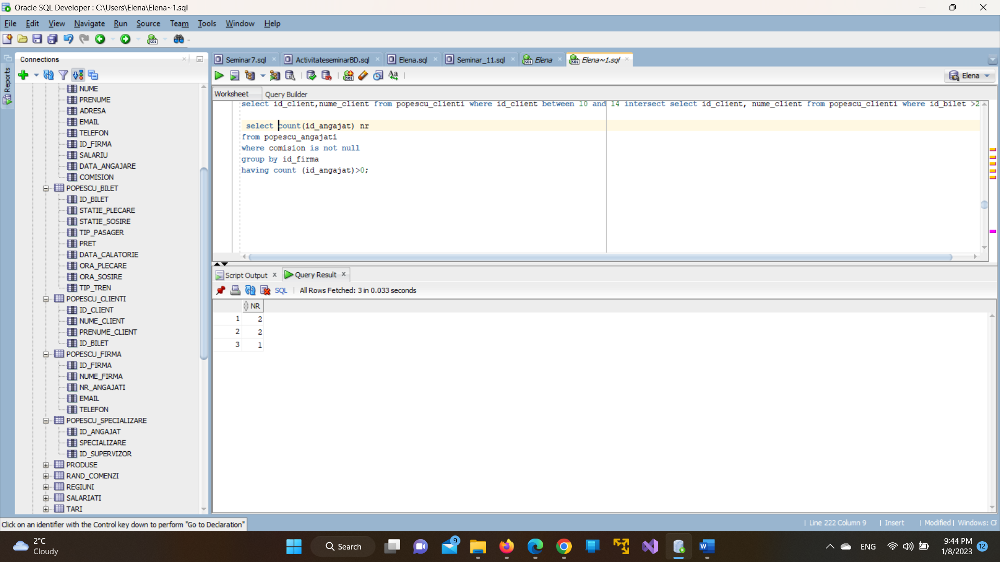 Oracle SQL Developer : C:\Users\Elena\Elena~1.sql
File Edit View Navigate Run Source Team Tools Window Help
Reports
Connections
NUME
PRENUME
ADRESA
EMAIL
TELEFON
ID_FIRMA
SALARIU
DATA_ANGAJARE
COMISION
POPESCU_BILET
ID_BILET
STATIE_PLECARE
STATIE_SOSIRE
TIP_PASAGER
PRET
DATA_CALATORIE
ORA_PLECARE
ORA_SOSIRE
TIP_TREN
POPESCU_CLIENTI
ID_CLIENT
NUME_CLIENT
PRENUME_CLIENT
ID_BILET
POPESCU_FIRMA
ID_FIRMA
NUME_FIRMA
NR_ANGAJATI
EMAIL
TELEFON
POPESCU_SPECIALIZARE
ID_ANGAJAT
SPECIALIZARE
ID_SUPERVIZOR
PRODUSE
RAND_COMENZI
REGIUNI
SALARIATI
TARI
Seminar7.sql ActivitateseminarBD.sql Elena.sql Seminar_11.sql Elena Elena~1.sql
Elena
Worksheet Query Builder
select id_client,nume_client from popescu_clienti where id_client between 10 and 14 intersect select id_client, nume_client from popescu_clienti where id_bilet >2
select count(id_angajat) nr
from popescu_angajati
where comision is not null
group by id_firma
having count (id_angajat)>0;
Script Output Query Result
SQL All Rows Fetched: 3 in 0.033 seconds
NR
1 2
2 2
3 1
Click on an identifier with the Control key down to perform "Go to Declaration"
Line 222 Column 9 Insert Modified Windows: CF
2°C
Cloudy
Search
9
ENG
9:44 PM
1/8/2023
12